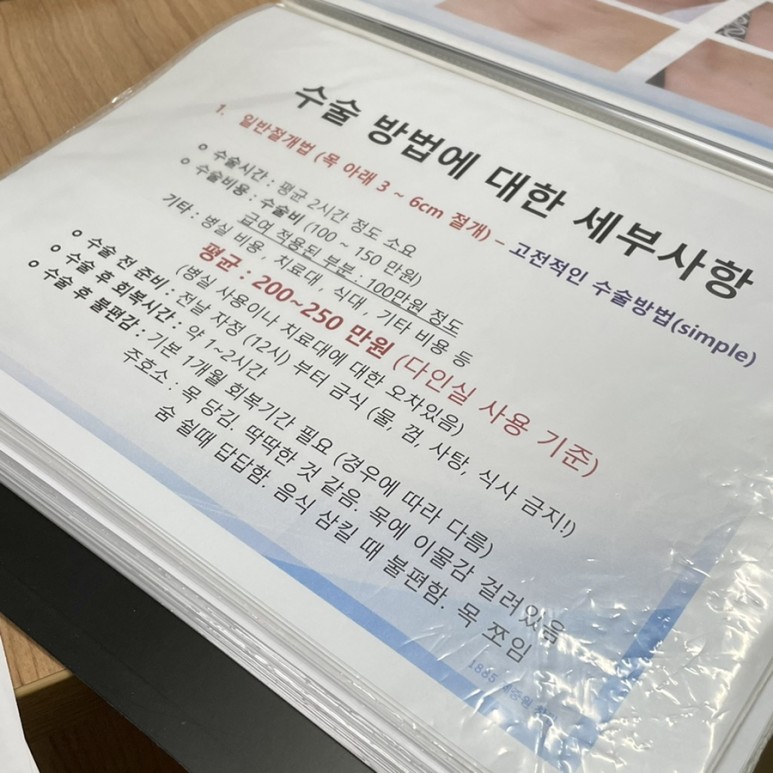 수술 방법에 대한 세부사항
1. 일반절개법 (목 아래 3 ~ 6cm 절개) – 고전적인 수술방법(simple)
o 수술시간 : 평균 2시간 정도 소요
o 수술비용 : 수술비 (100 ~ 150 만원)
급여 적용된 부분 : 100만원 정도
기타 : 병실 비용, 치료대, 식대, 기타 비용 등
평균 : 200~250 만원 (다인실 사용 기준)
(병실 사용이나 치료대에 대한 오차있음)
o 수술 전 준비 : 전날 자정 (12시) 부터 금식 (물, 껌, 사탕, 식사 금지!)
o 수술 후 회복시간 : 약 1~2시간
o 수술 후 불편감 : 기본 1개월 회복기간 필요 (경우에 따라 다름)
주호소 : 목 당김. 딱딱한 것 같음. 목에 이물감 걸려있음
숨 쉴때 답답함. 음식 삼킬 때 불편함. 목 쪼임
1885